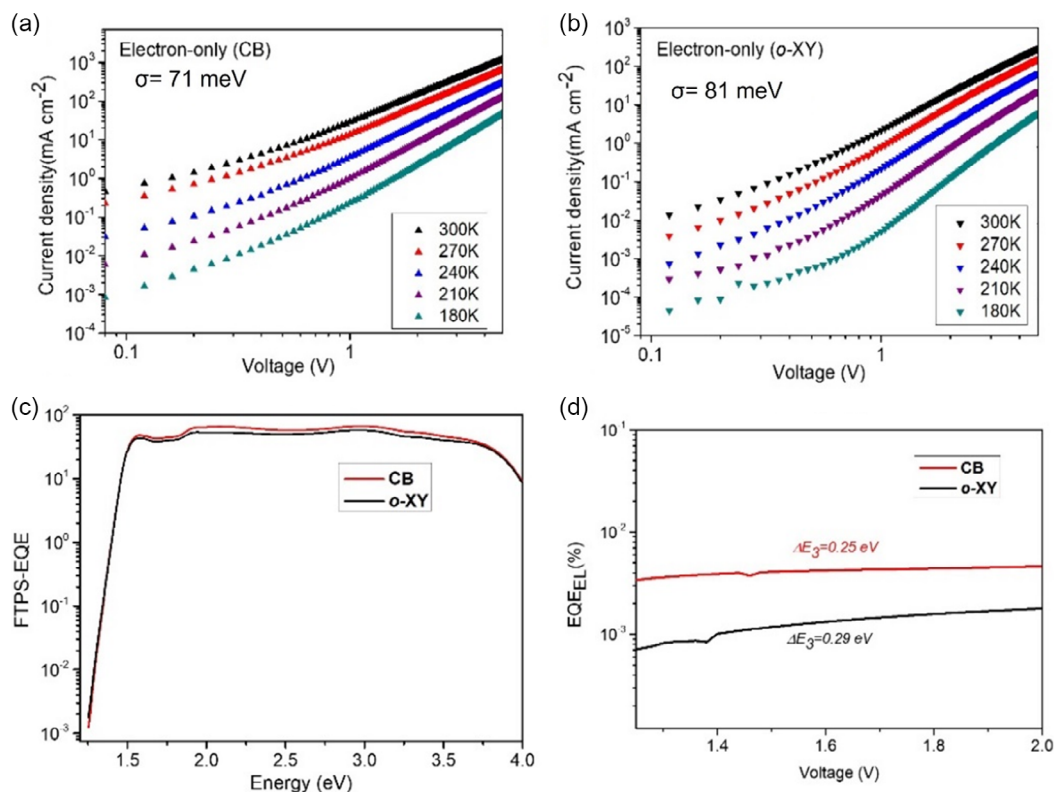 (a)
Electron-only (CB)
σ= 71 meV
Current density(mA cm⁻²)
10³
10²
10¹
10⁰
10⁻¹
10⁻²
10⁻³
10⁻⁴
300K
270K
240K
210K
180K
0.1
1
Voltage (V)
(b)
Electron-only (o-XY)
σ= 81 meV
Current density(mA cm⁻²)
10³
10²
10¹
10⁰
10⁻¹
10⁻²
10⁻³
10⁻⁴
10⁻⁵
300K
270K
240K
210K
180K
0.1
1
Voltage (V)
(c)
FTPS-EQE
10²
10¹
10⁰
10⁻¹
10⁻²
10⁻³
CB
o-XY
1.5
2.0
2.5
3.0
3.5
4.0
Energy (eV)
(d)
EQE_EL(%)
10⁻¹
10⁻²
10⁻³
CB
o-XY
ΔE₃=0.25 eV
ΔE₃=0.29 eV
1.4
1.6
1.8
2.0
Voltage (V)